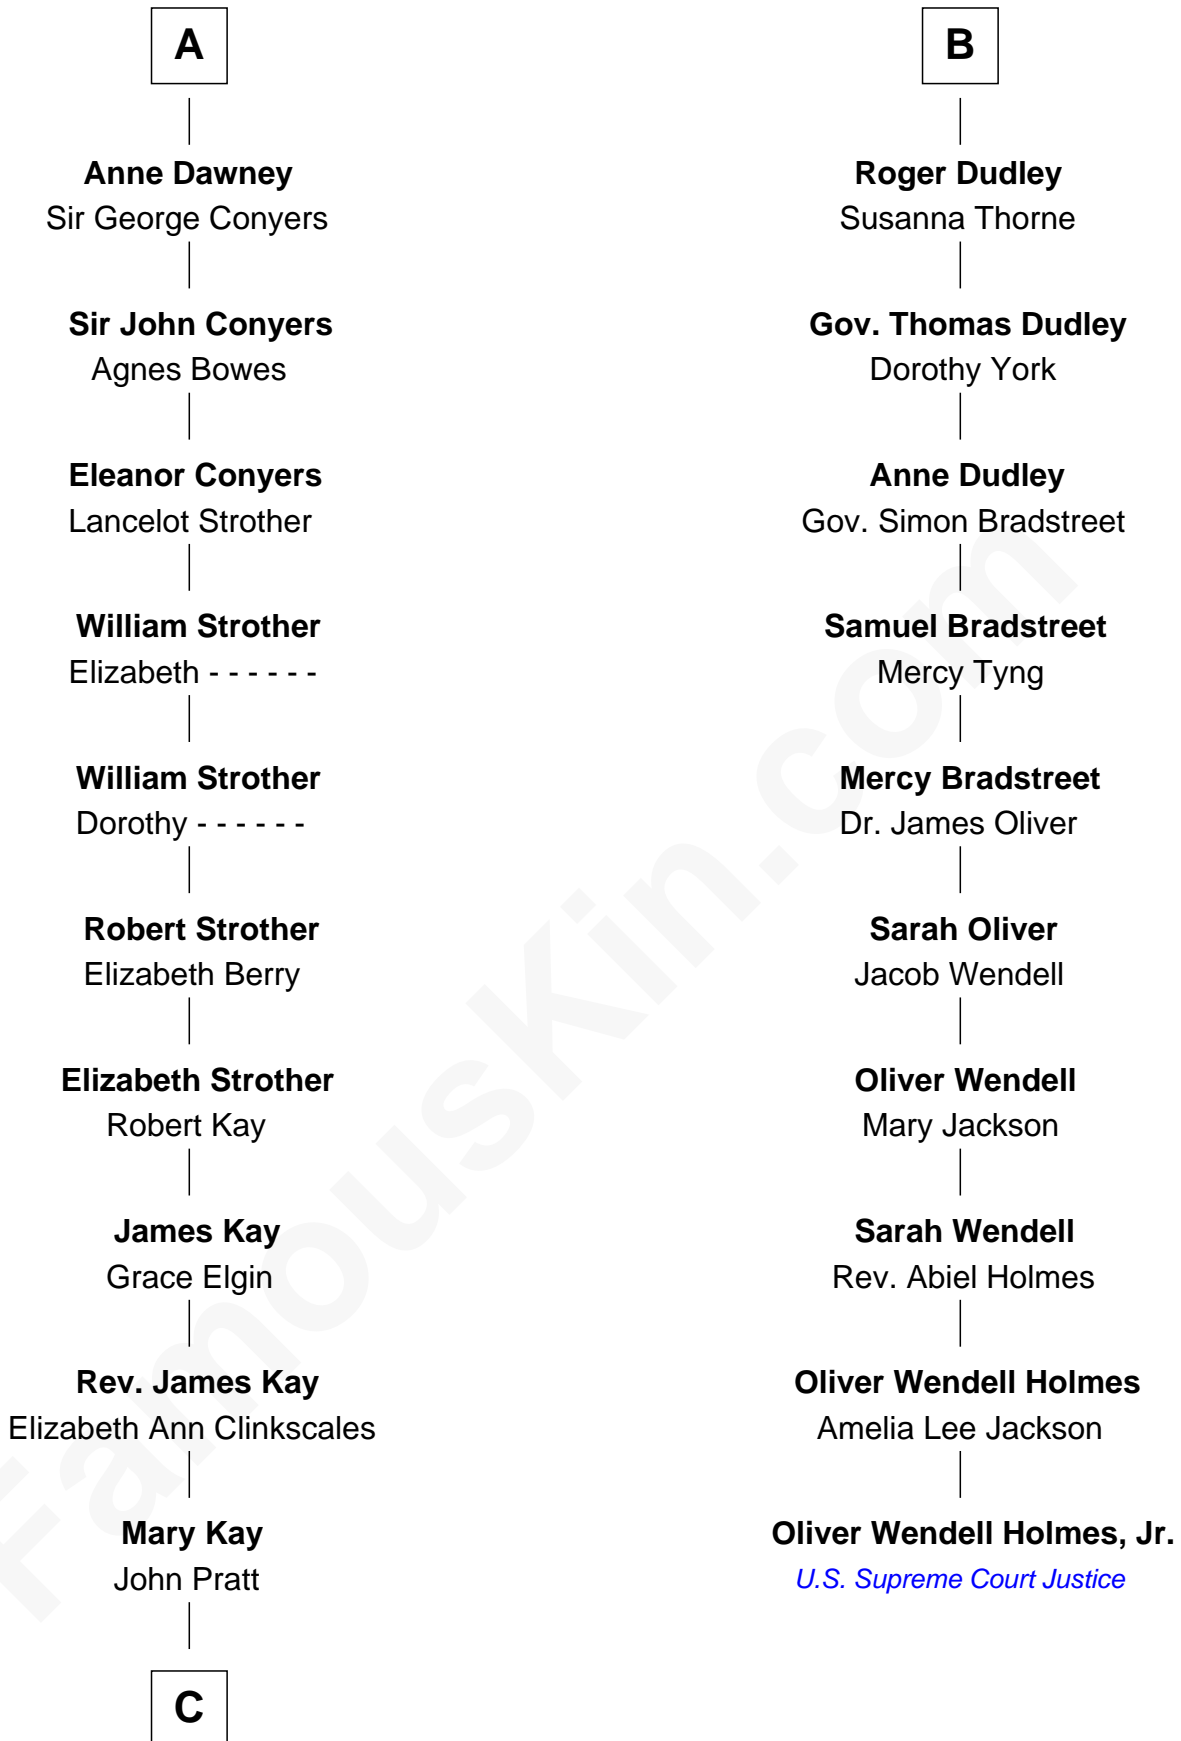 A
Anne Dawney
Sir George Conyers
Sir John Conyers
Agnes Bowes
Eleanor Conyers
Lancelot Strother
William Strother
Elizabeth - - - - - -
William Strother
Dorothy - - - - - -
Robert Strother
Elizabeth Berry
Elizabeth Strother
Robert Kay
James Kay
Grace Elgin
Rev. James Kay
Elizabeth Ann Clinkscales
Mary Kay
John Pratt
C
B
Roger Dudley
Susanna Thorne
Gov. Thomas Dudley
Dorothy York
Anne Dudley
Gov. Simon Bradstreet
Samuel Bradstreet
Mercy Tyng
Mercy Bradstreet
Dr. James Oliver
Sarah Oliver
Jacob Wendell
Oliver Wendell
Mary Jackson
Sarah Wendell
Rev. Abiel Holmes
Oliver Wendell Holmes
Amelia Lee Jackson
Oliver Wendell Holmes, Jr.
U.S. Supreme Court Justice
FamousKin.com